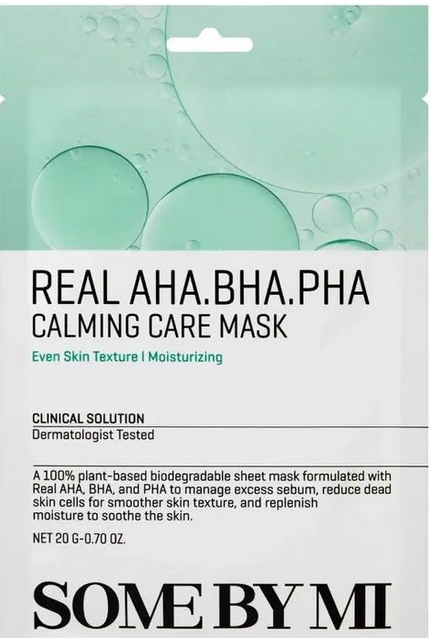 REAL AHA.BHA.PHA
CALMING CARE MASK
Even Skin Texture | Moisturizing
CLINICAL SOLUTION
Dermatologist Tested
A 100% plant-based biodegradable sheet mask formulated with
Real AHA, BHA, and PHA to manage excess sebum, reduce dead
skin cells for smoother skin texture, and replenish
moisture to soothe the skin.
NET 20 G-0.70 OZ.
SOME BY MI